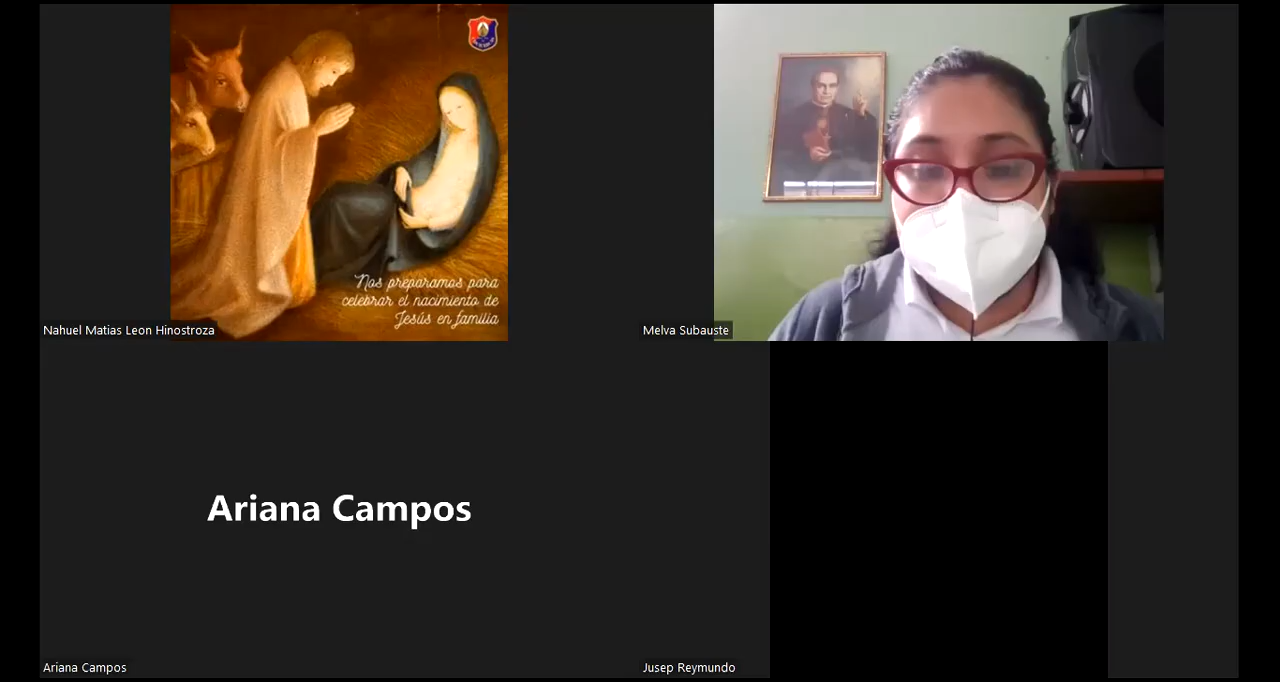 Nos preparamos para
celebrar el nacimiento de
Jesús en familia
Nahuel Matias Leon Hinostroza
Melva Subauste
Ariana Campos
Ariana Campos
Jusep Reymundo